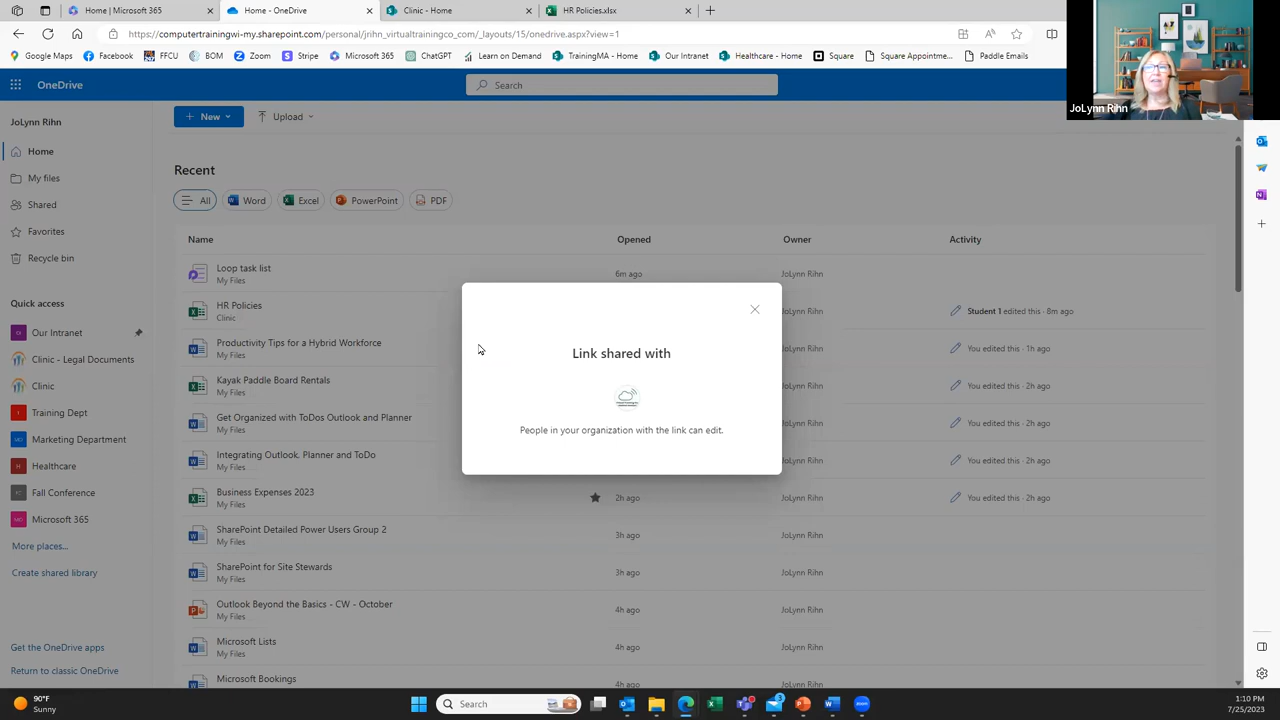 Home | Microsoft 365
Home - OneDrive
Clinic - Home
HR Policies.xlsx
https://computertrainingwi-my.sharepoint.com/personal/jrihn_virtualtrainingco_com/_layouts/15/onedrive.aspx?view=1
Google Maps Facebook FFCU BOM Zoom Stripe Microsoft 365 ChatGPT Learn on Demand TrainingMA - Home Our Intranet Healthcare - Home Square Square Appointme... Paddle Emails
JoLynn Rihn
OneDrive
Search
JoLynn Rihn
Home
My files
Shared
Favorites
Recycle bin
Quick access
Our Intranet
Clinic - Legal Documents
Clinic
Training Dept
Marketing Department
Healthcare
Fall Conference
Microsoft 365
More places...
Create shared library
Get the OneDrive apps
Return to classic OneDrive
New Upload
Recent
All Word Excel PowerPoint PDF
Name Opened Owner Activity
Loop task list 6m ago JoLynn Rihn
My Files
HR Policies JoLynn Rihn Student 1 edited this · 8m ago
Clinic
Productivity Tips for a Hybrid Workforce JoLynn Rihn You edited this · 1h ago
My Files
Kayak Paddle Board Rentals JoLynn Rihn You edited this · 2h ago
My Files
Get Organized with ToDos Outlook and Planner JoLynn Rihn You edited this · 2h ago
My Files
Integrating Outlook. Planner and ToDo JoLynn Rihn You edited this · 2h ago
My Files
Business Expenses 2023 2h ago JoLynn Rihn You edited this · 2h ago
My Files
SharePoint Detailed Power Users Group 2 3h ago JoLynn Rihn
My Files
SharePoint for Site Stewards 3h ago JoLynn Rihn
My Files
Outlook Beyond the Basics - CW - October 4h ago JoLynn Rihn
My Files
Microsoft Lists 4h ago JoLynn Rihn
My Files
Microsoft Bookings 4h ago JoLynn Rihn
Link shared with
People in your organization with the link can edit.
90°F
Sunny
Search
3
1:10 PM
7/25/2023